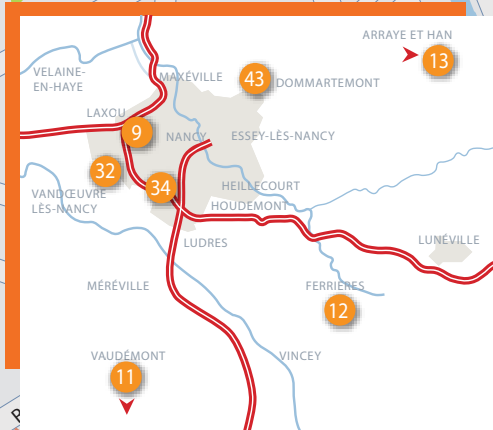 ARRAYE ET HAN
13
VELAINE-
EN-HAYE
MAXÉVILLE
43
DOMMARTEMONT
LAXOU
9
NANCY
ESSEY-LÈS-NANCY
32
34
HEILLECOURT
VANDŒUVRE
LÈS-NANCY
HOUDEMONT
LUDRES
LUNÉVILLE
MÉRÉVILLE
FERRIÈRES
12
VAUDÉMONT
VINCEY
11